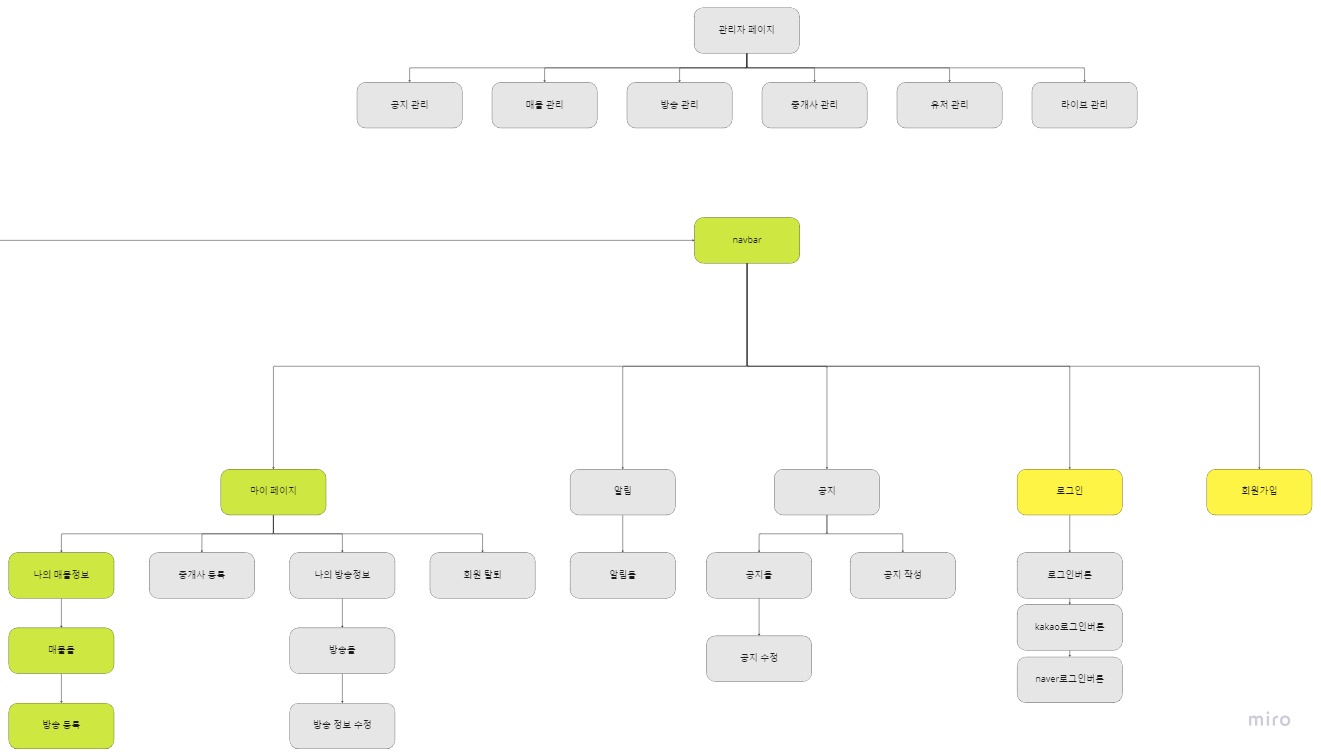 관리자 페이지
공지 관리
매물 관리
방송 관리
중개사 관리
유저 관리
라이브 관리
navbar
마이 페이지
알림
공지
로그인
회원가입
나의 매물정보
중개사 등록
나의 방송정보
회원 탈퇴
알림들
공지들
공지 작성
로그인버튼
kakao로그인버튼
매물들
방송들
공지 수정
naver로그인버튼
방송 등록
방송 정보 수정
miro